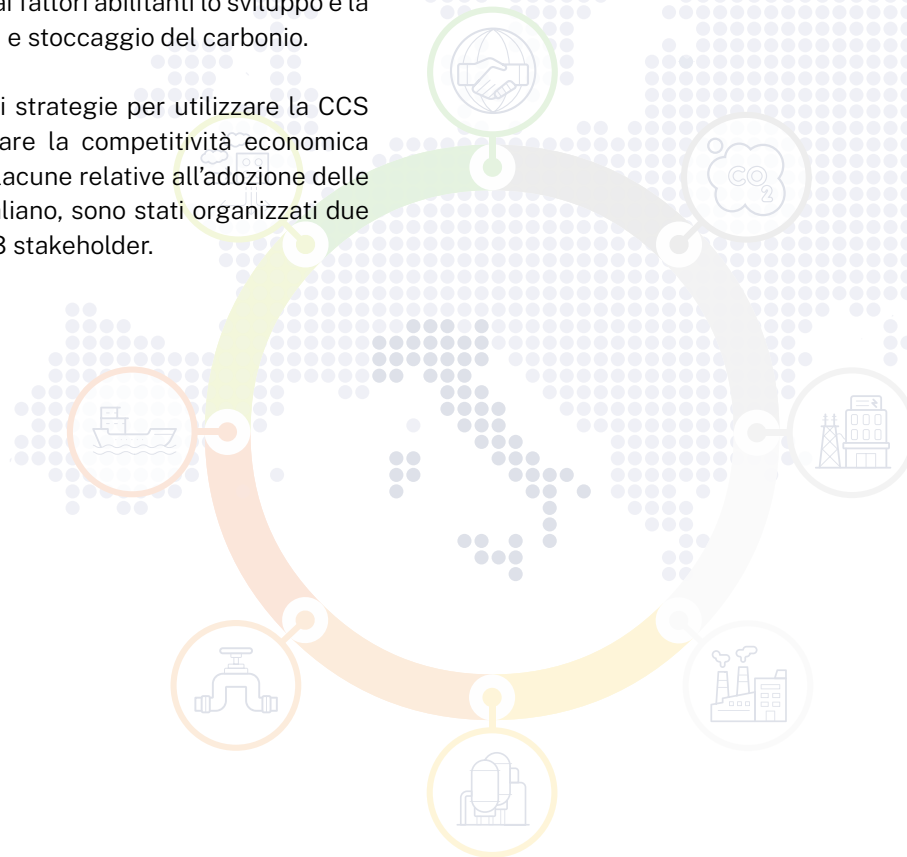 ai fattori abilitanti lo sviluppo e la
e stoccaggio del carbonio.
i strategie per utilizzare la CCS
are la competitività economica
lacune relative all’adozione delle
liano, sono stati organizzati due
3 stakeholder.
CO2